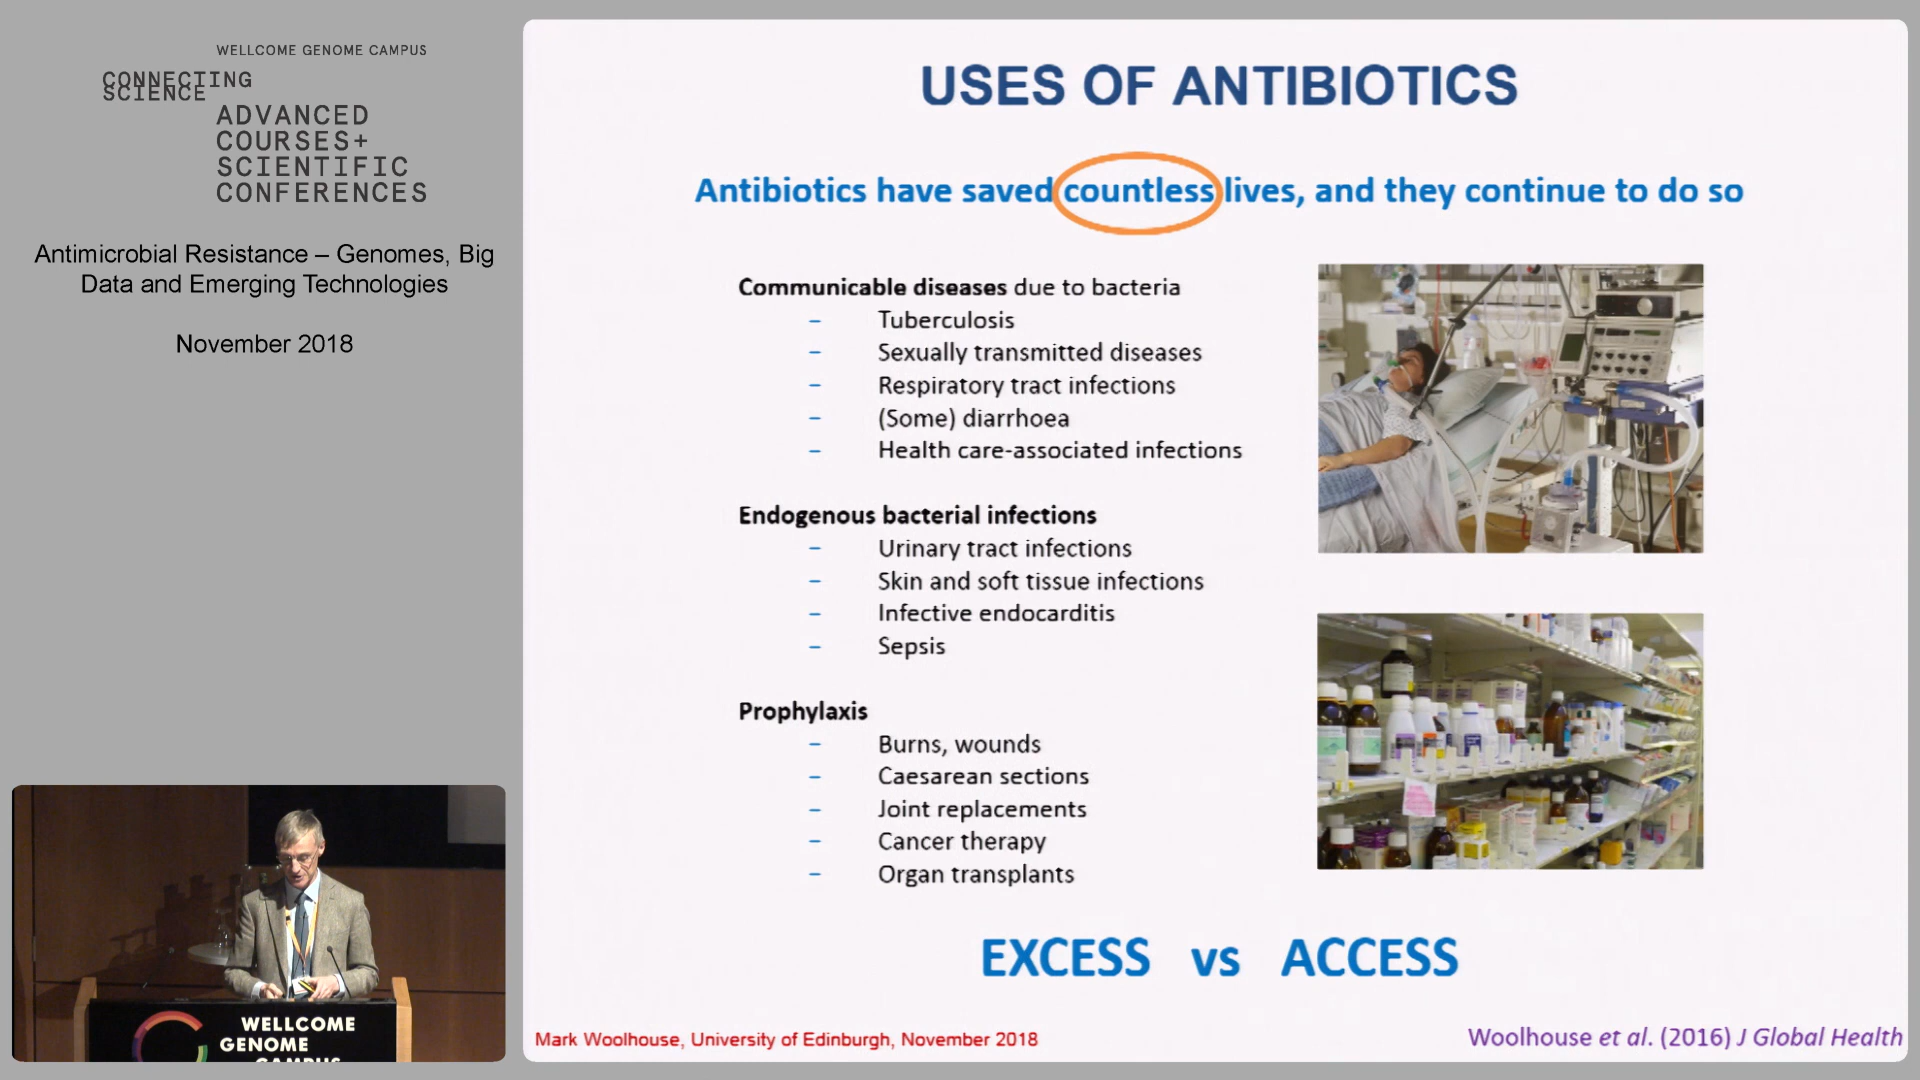 WELLCOME GENOME CAMPUS
CONNECTING
SCIENCE
ADVANCED
COURSES+
SCIENTIFIC
CONFERENCES
Antimicrobial Resistance – Genomes, Big
Data and Emerging Technologies
November 2018
USES OF ANTIBIOTICS
Antibiotics have saved countless lives, and they continue to do so
Communicable diseases due to bacteria
– Tuberculosis
– Sexually transmitted diseases
– Respiratory tract infections
– (Some) diarrhoea
– Health care-associated infections
Endogenous bacterial infections
– Urinary tract infections
– Skin and soft tissue infections
– Infective endocarditis
– Sepsis
Prophylaxis
– Burns, wounds
– Caesarean sections
– Joint replacements
– Cancer therapy
– Organ transplants
EXCESS vs ACCESS
Mark Woolhouse, University of Edinburgh, November 2018
Woolhouse et al. (2016) J Global Health
WELLCOME
GENOME
CAMPUS